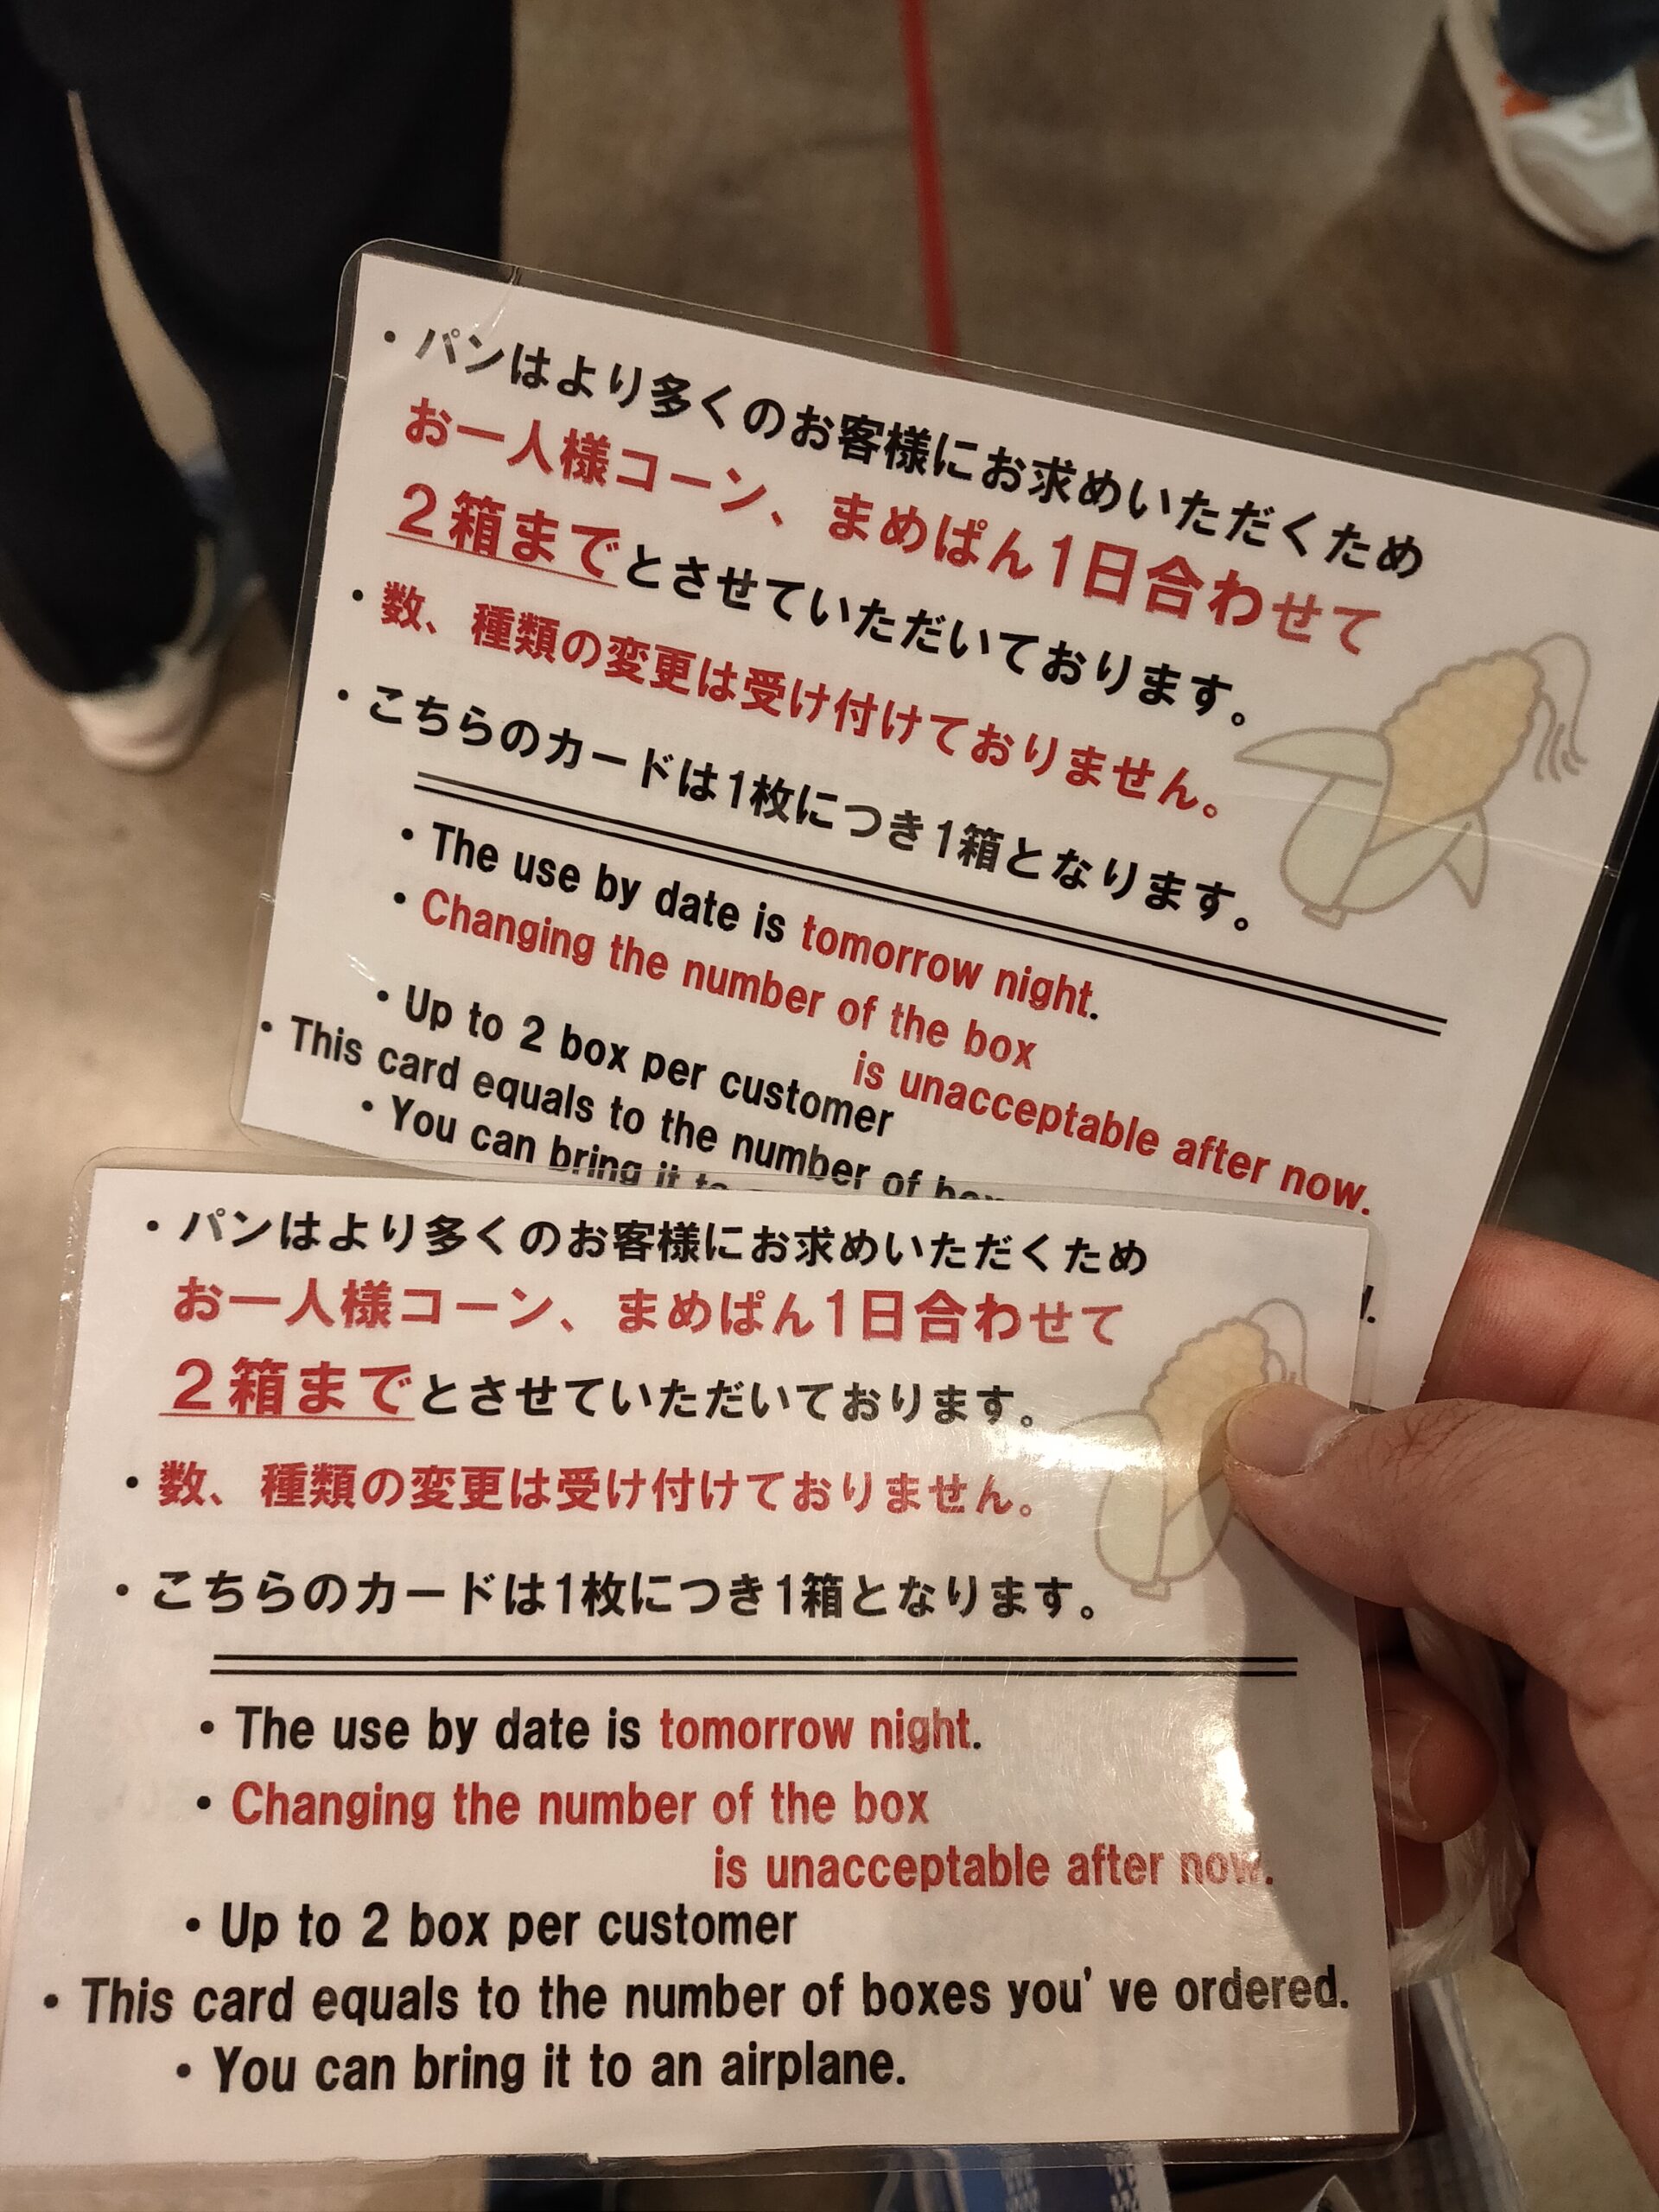 ・パンはより多くのお客様にお求めいただくため
お一人様コーン、まめぱん1日合わせて
２箱までとさせていただいております。
・数、種類の変更は受け付けておりません。
・こちらのカードは1枚につき1箱となります。
・The use by date is tomorrow night.
・Changing the number of the box
is unacceptable after now.
・Up to 2 box per customer
・This card equals to the number of
・You can bring it to
・パンはより多くのお客様にお求めいただくため
お一人様コーン、まめぱん1日合わせて
２箱までとさせていただいております。
・数、種類の変更は受け付けておりません。
・こちらのカードは1枚につき1箱となります。
・The use by date is tomorrow night.
・Changing the number of the box
is unacceptable after now.
・Up to 2 box per customer
・This card equals to the number of boxes you' ve ordered.
・You can bring it to an airplane.